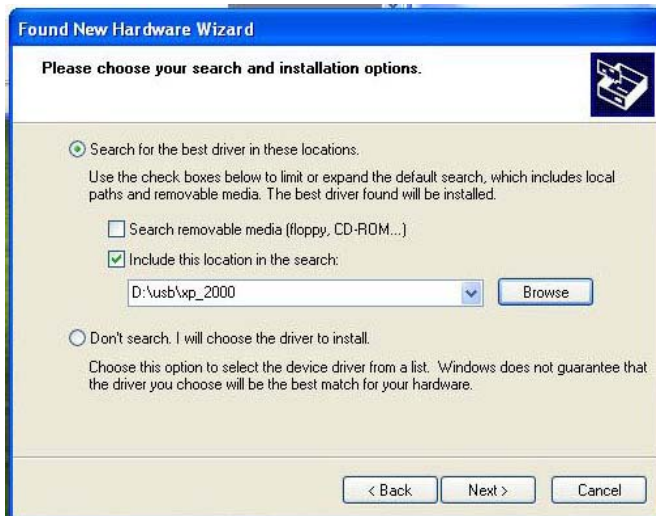 Found New Hardware Wizard
Please choose your search and installation options.
Search for the best driver in these locations.
Use the check boxes below to limit or expand the default search, which includes local
paths and removable media. The best driver found will be installed.
Search removable media (floppy, CD-ROM...)
Include this location in the search:
D:\usb\xp_2000
Browse
Don't search. I will choose the driver to install.
Choose this option to select the device driver from a list. Windows does not guarantee that
the driver you choose will be the best match for your hardware.
< Back Next > Cancel